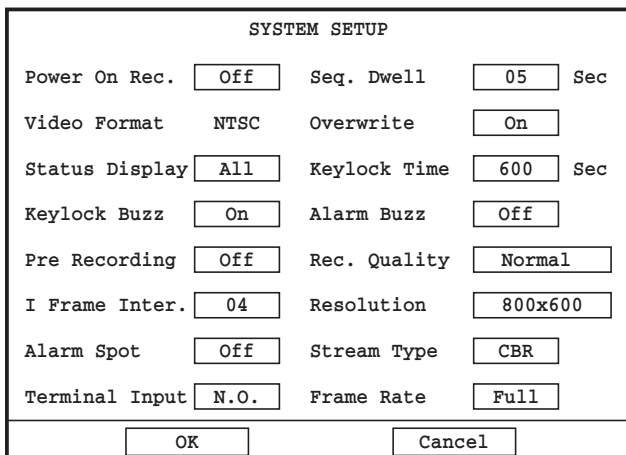 SYSTEM SETUP
Power On Rec. Off Seq. Dwell 05 Sec
Video Format NTSC Overwrite On
Status Display All Keylock Time 600 Sec
Keylock Buzz On Alarm Buzz Off
Pre Recording Off Rec. Quality Normal
I Frame Inter. 04 Resolution 800x600
Alarm Spot Off Stream Type CBR
Terminal Input N.O. Frame Rate Full
OK Cancel